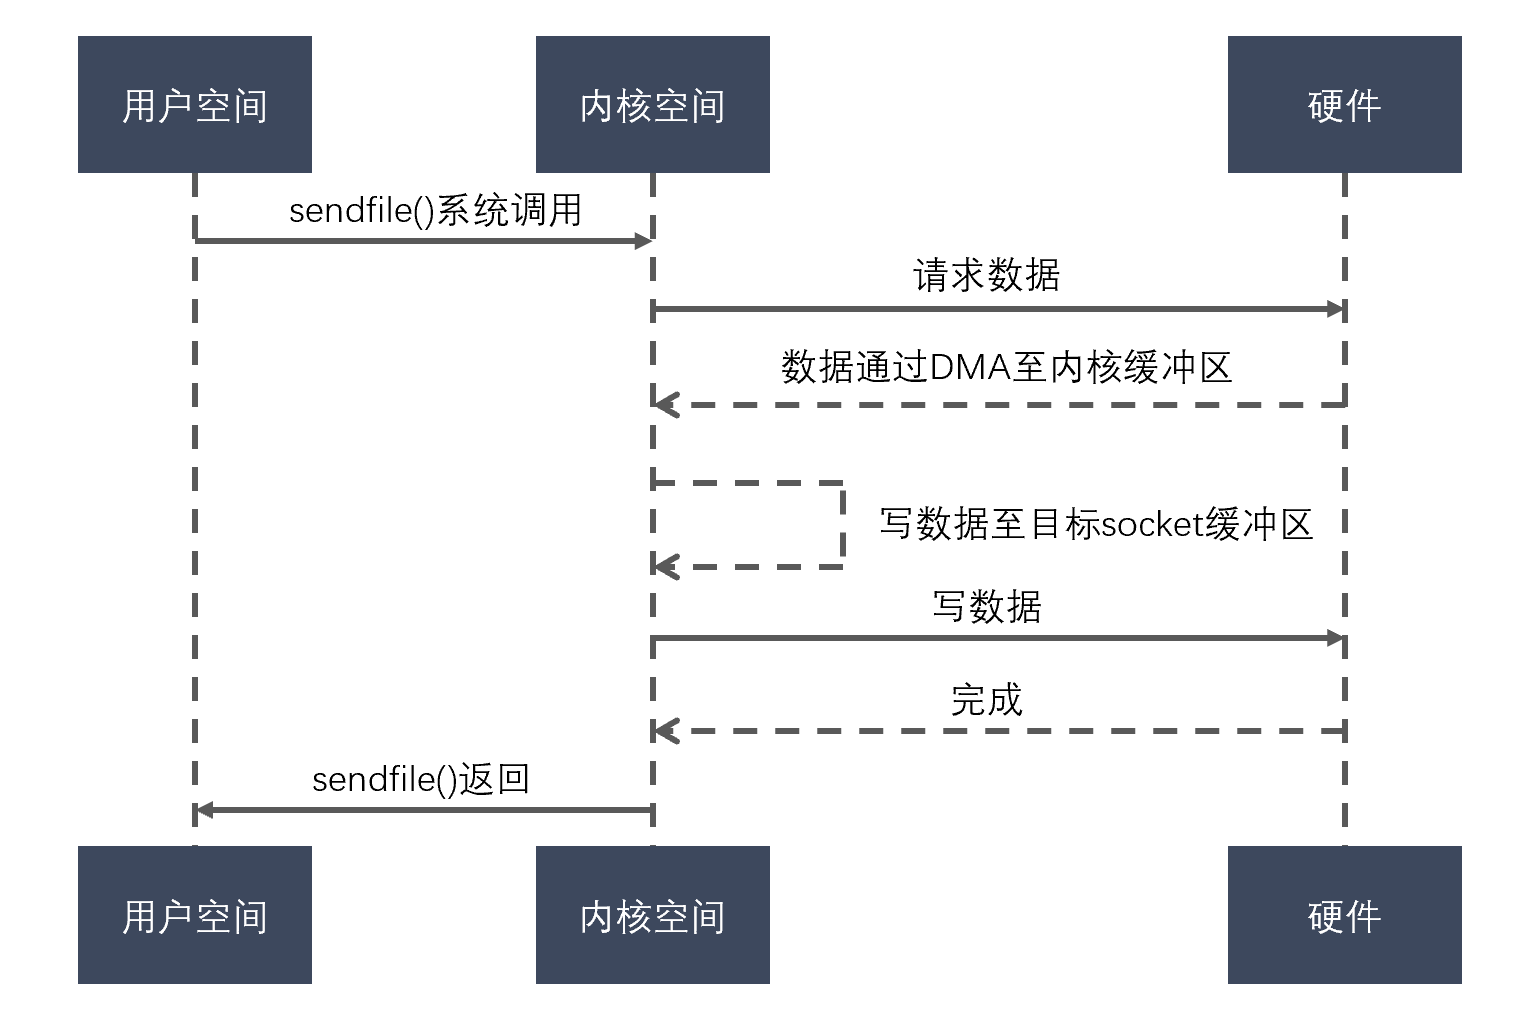 用户空间
内核空间
硬件
sendfile()系统调用
请求数据
数据通过DMA至内核缓冲区
写数据至目标socket缓冲区
写数据
完成
sendfile()返回
用户空间
内核空间
硬件